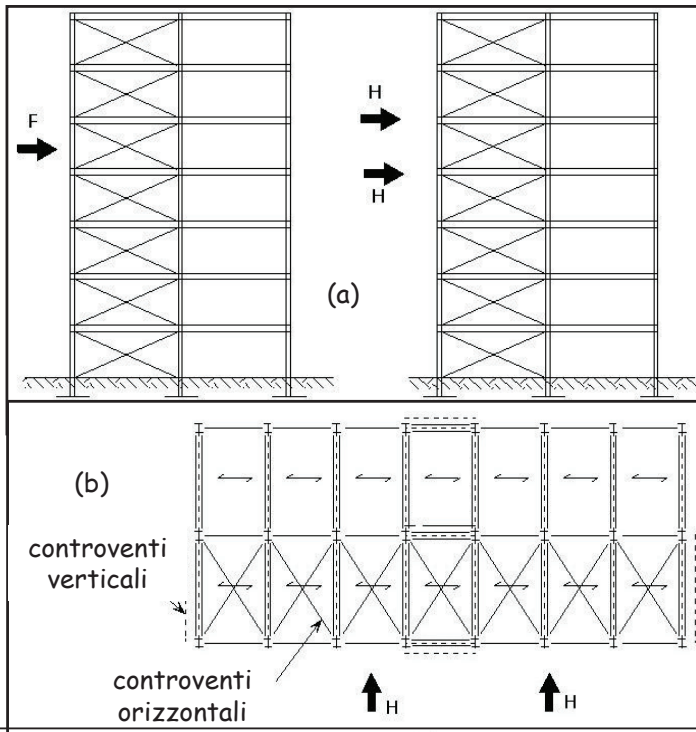 F
H
H
(a)
(b)
controventi
verticali
controventi
orizzontali
H
H